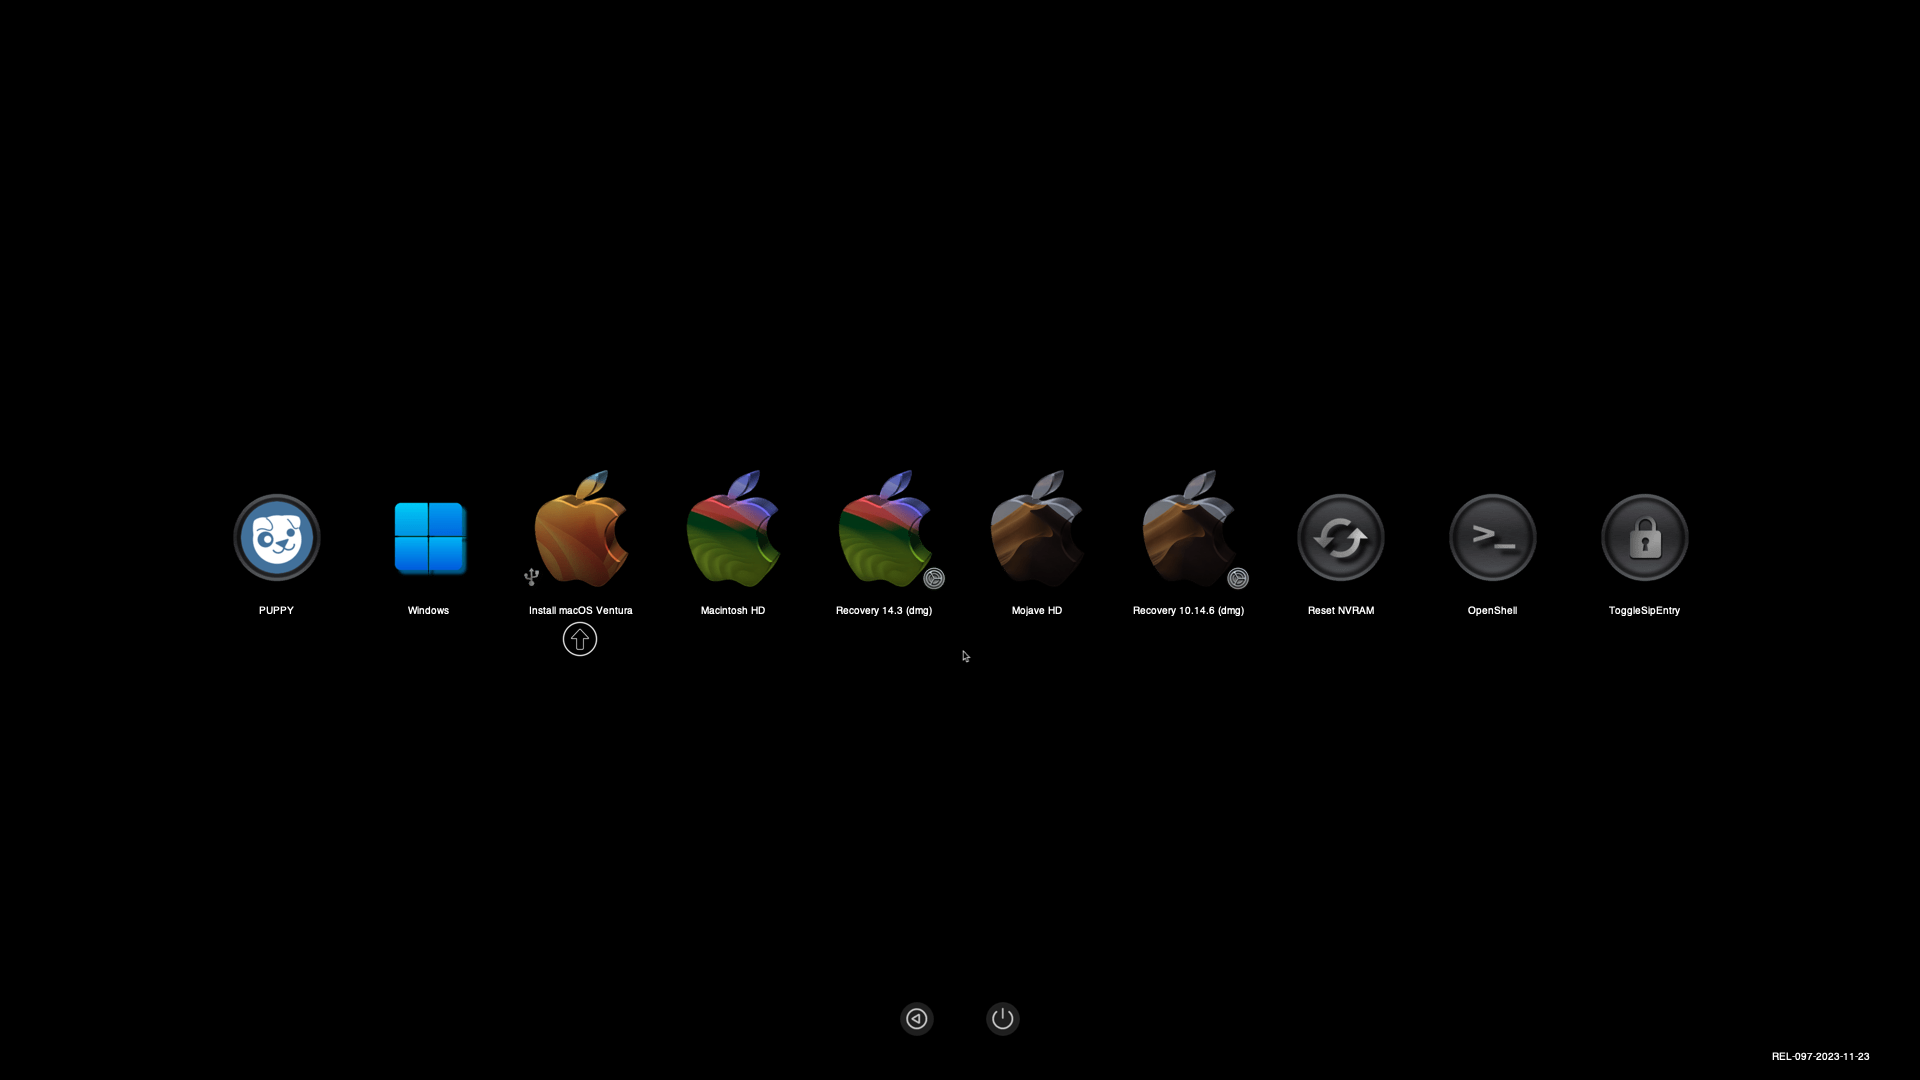 PUPPY
Windows
Install macOS Ventura
Macintosh HD
Recovery 14.3 (dmg)
Mojave HD
Recovery 10.14.6 (dmg)
Reset NVRAM
OpenShell
ToggleSipEntry
REL-097-2023-11-23